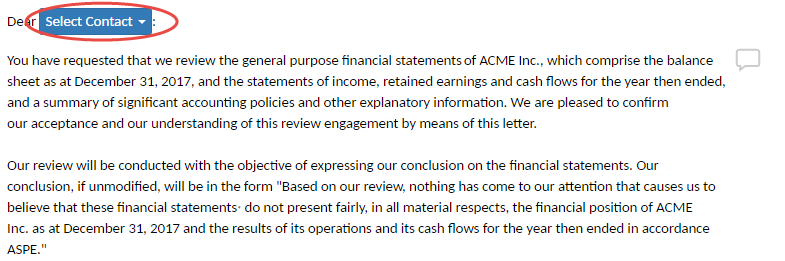 Dear Select Contact :
You have requested that we review the general purpose financial statements of ACME Inc., which comprise the balance
sheet as at December 31, 2017, and the statements of income, retained earnings and cash flows for the year then ended,
and a summary of significant accounting policies and other explanatory information. We are pleased to confirm
our acceptance and our understanding of this review engagement by means of this letter.
Our review will be conducted with the objective of expressing our conclusion on the financial statements. Our
conclusion, if unmodified, will be in the form "Based on our review, nothing has come to our attention that causes us to
believe that these financial statements· do not present fairly, in all material respects, the financial position of ACME
Inc. as at December 31, 2017 and the results of its operations and its cash flows for the year then ended in accordance
ASPE."